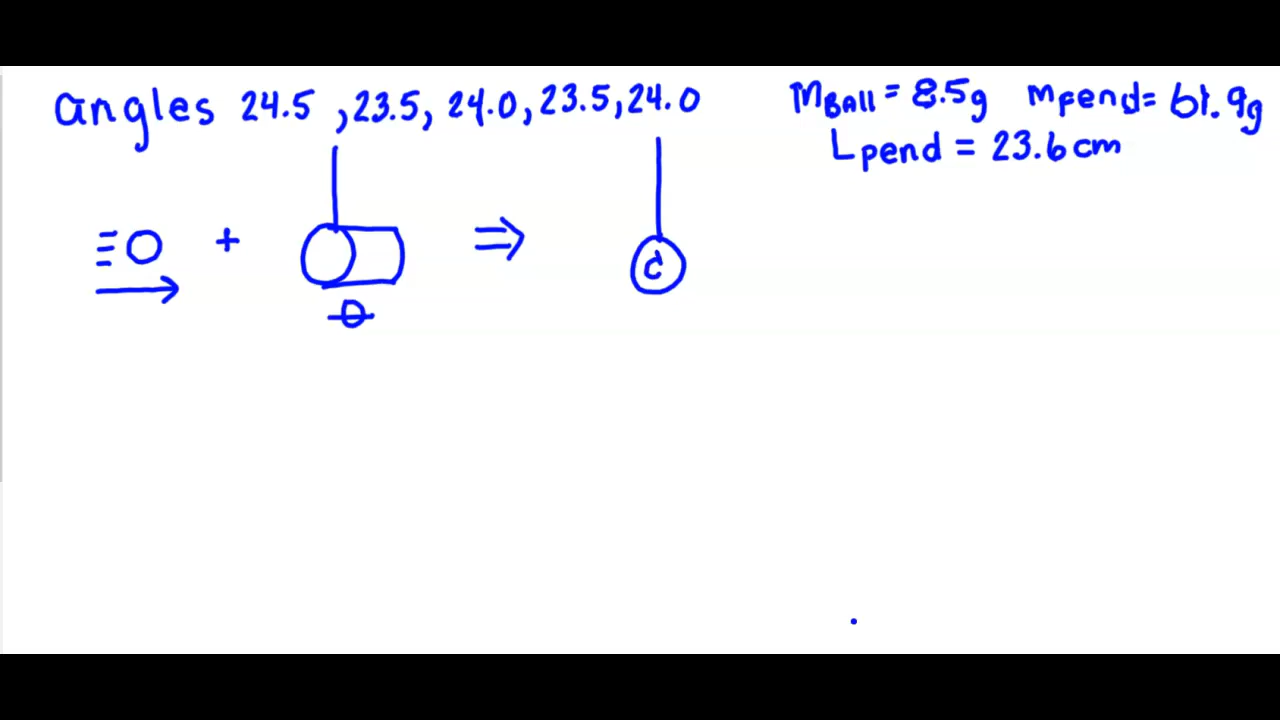 angles 24.5, 23.5, 24.0, 23.5, 24.0
mBall = 8.5g mpend= 61.9g
Lpend = 23.6cm
+ ⇒ c
θ